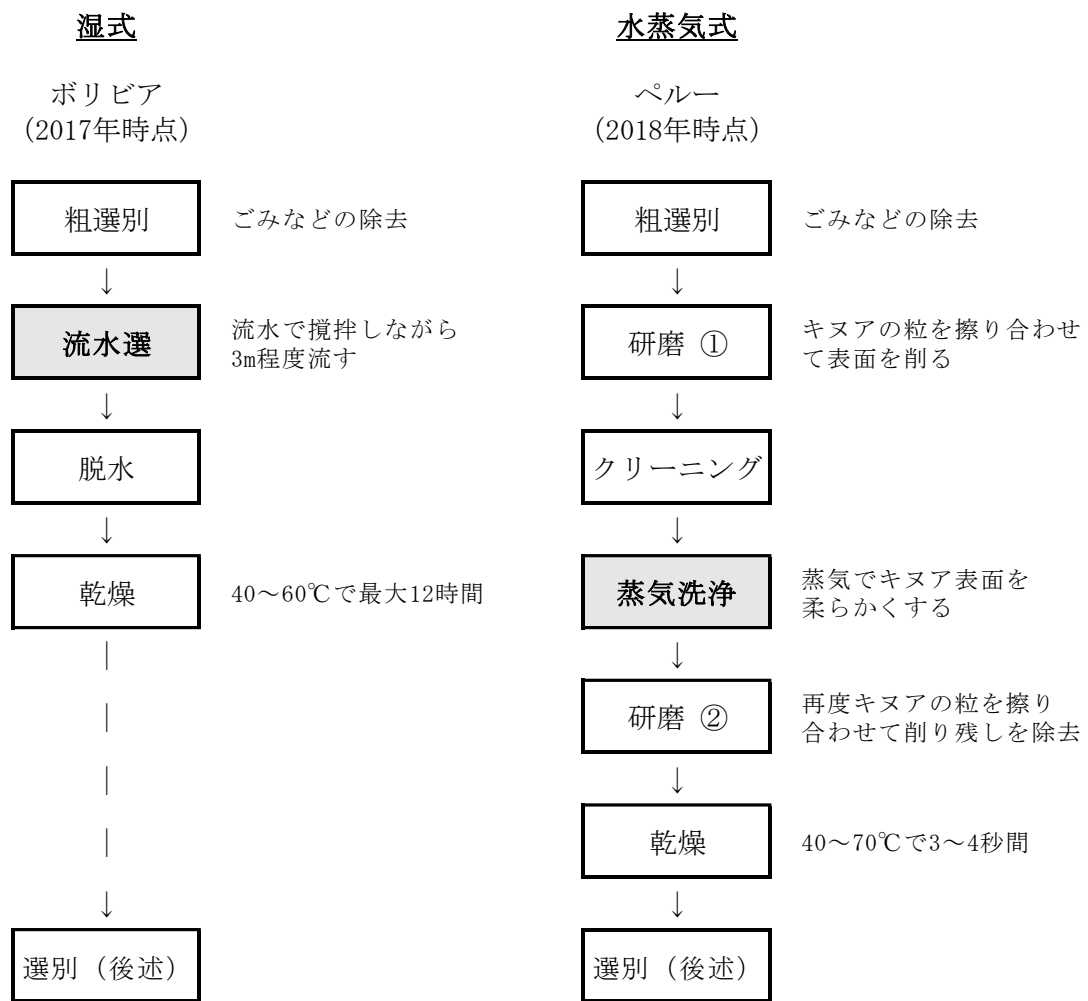 湿式
ボリビア
(2017年時点)
粗選別
ごみなどの除去
↓
流水選
流水で撹拌しながら
3m程度流す
↓
脱水
↓
乾燥
40～60℃で最大12時間
｜
｜
｜
｜
↓
選別（後述）
水蒸気式
ペルー
(2018年時点)
粗選別
ごみなどの除去
↓
研磨 ①
キヌアの粒を擦り合わせ
て表面を削る
↓
クリーニング
↓
蒸気洗浄
蒸気でキヌア表面を
柔らかくする
↓
研磨 ②
再度キヌアの粒を擦り
合わせて削り残しを除去
↓
乾燥
40～70℃で3～4秒間
↓
選別（後述）